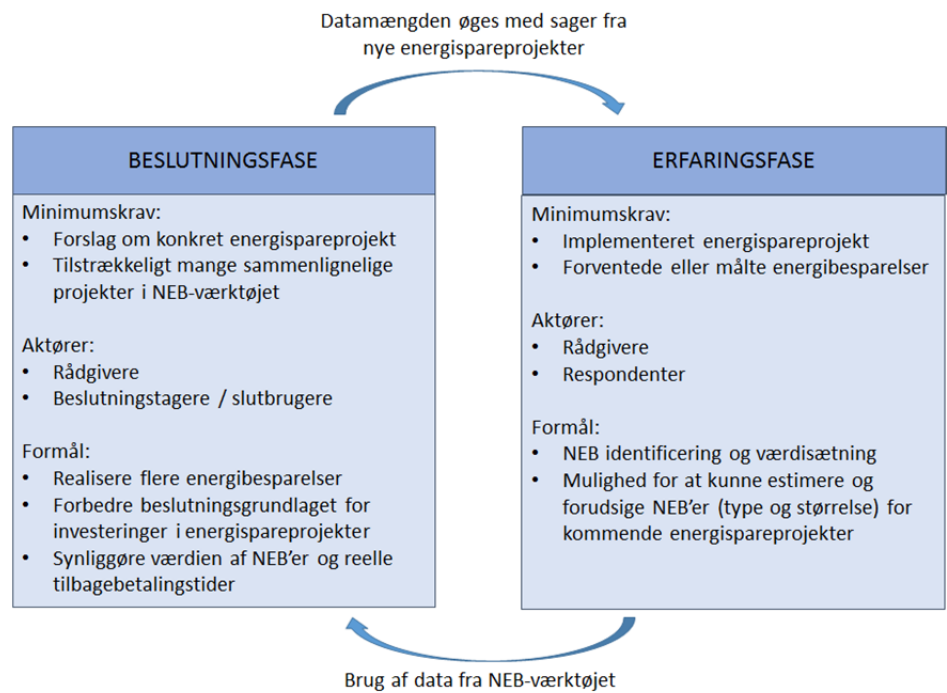 Datamængden øges med sager fra
nye energispareprojekter
BESLUTNINGSFASE
Minimumskrav:
• Forslag om konkret energispareprojekt
• Tilstrækkeligt mange sammenlignelige
projekter i NEB-værktøjet
Aktører:
• Rådgivere
• Beslutningstagere / slutbrugere
Formål:
• Realisere flere energibesparelser
• Forbedre beslutningsgrundlaget for
investeringer i energispareprojekter
• Synliggøre værdien af NEB’er og reelle
tilbagebetalingstider
ERFARINGSFASE
Minimumskrav:
• Implementeret energispareprojekt
• Forventede eller målte energibesparelser
Aktører:
• Rådgivere
• Respondenter
Formål:
• NEB identificering og værdisætning
• Mulighed for at kunne estimere og
forudsige NEB’er (type og størrelse) for
kommende energispareprojekter
Brug af data fra NEB-værktøjet